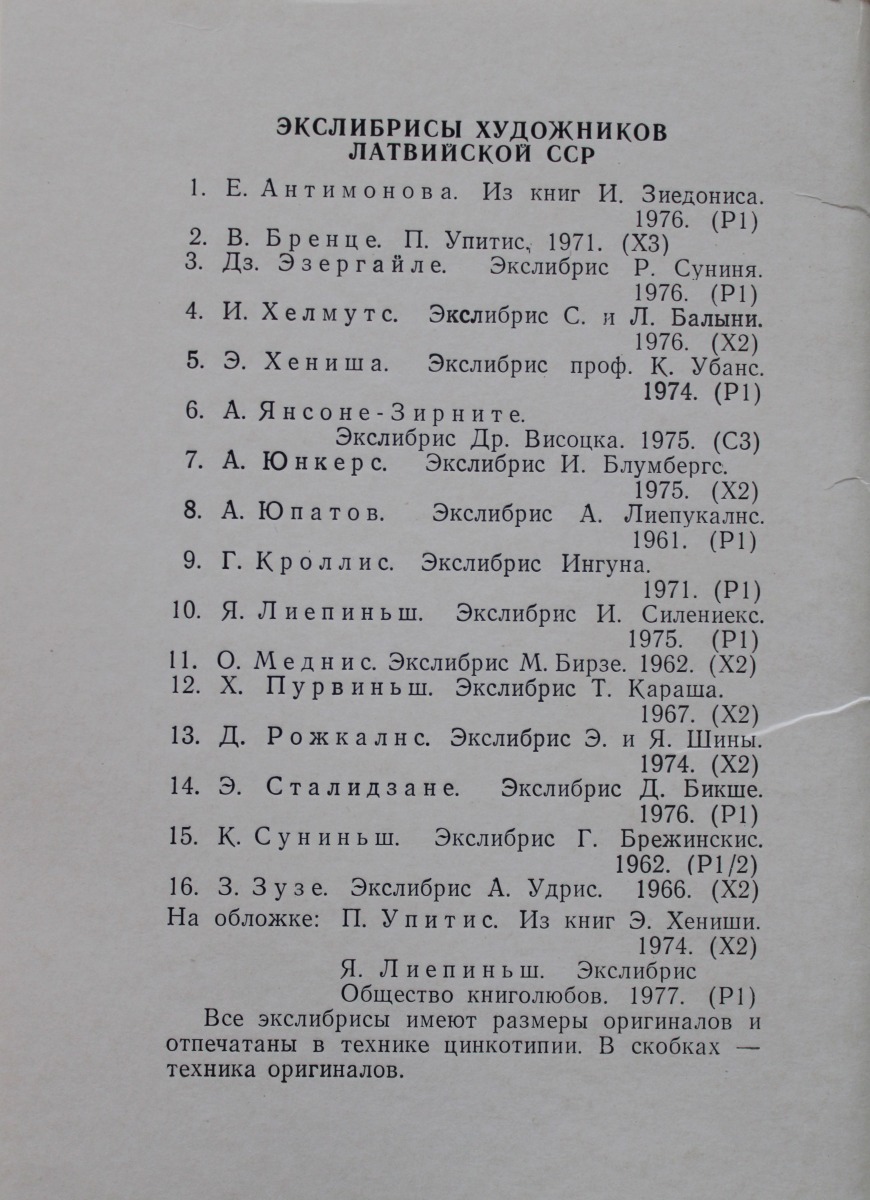 ЭКСЛИБРИСЫ ХУДОЖНИКОВ
ЛАТВИЙСКОЙ ССР
1. Е. Антимонова. Из книг И. Зиедониса.
1976. (Р1)
2. В. Бренце. П. Упитис, 1971. (Х3)
3. Дз. Эзергайле. Экслибрис Р. Суниня.
1976. (Р1)
4. И. Хелмутс. Экслибрис С. и Л. Балыни.
1976. (Х2)
5. Э. Хениша. Экслибрис проф. К. Убанс.
1974. (Р1)
6. А. Янсоне-Зирните.
Экслибрис Др. Висоцка. 1975. (С3)
7. А. Юнкерс. Экслибрис И. Блумбергс.
1975. (Х2)
8. А. Юпатов. Экслибрис А. Лиепукалнс.
1961. (Р1)
9. Г. Кроллис. Экслибрис Ингуна.
1971. (Р1)
10. Я. Лиепиньш. Экслибрис И. Силениекс.
1975. (Р1)
11. О. Меднис. Экслибрис М. Бирзе. 1962. (Х2)
12. Х. Пурвиньш. Экслибрис Т. Караша.
1967. (Х2)
13. Д. Рожкалнс. Экслибрис Э. и Я. Шины.
1974. (Х2)
14. Э. Сталидзане. Экслибрис Д. Бикше.
1976. (Р1)
15. К. Суниньш. Экслибрис Г. Брежинскис.
1962. (Р1/2)
16. З. Зузе. Экслибрис А. Удрис. 1966. (Х2)
На обложке: П. Упитис. Из книг Э. Хениши.
1974. (Х2)
Я. Лиепиньш. Экслибрис
Общество книголюбов. 1977. (Р1)
Все экслибрисы имеют размеры оригиналов и
отпечатаны в технике цинкотипии. В скобках —
техника оригиналов.